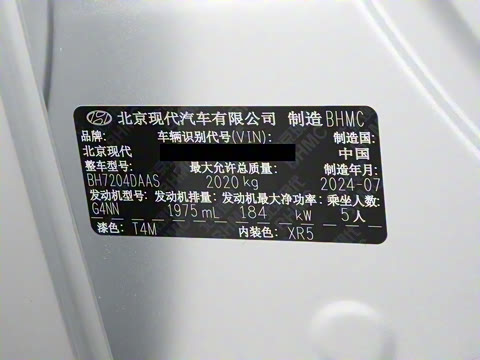 北京现代汽车有限公司 制造 BHMC
品牌: 车辆识别代号(VIN): 制造国:
北京现代 中国
整车型号: 最大允许总质量: 制造年月:
BH7204DAAS 2020 kg 2024-07
发动机型号: 发动机排量: 发动机最大净功率: 乘坐人数:
G4NN 1975 mL 184 kW 5 人
漆色: T4M 内装色: XR5